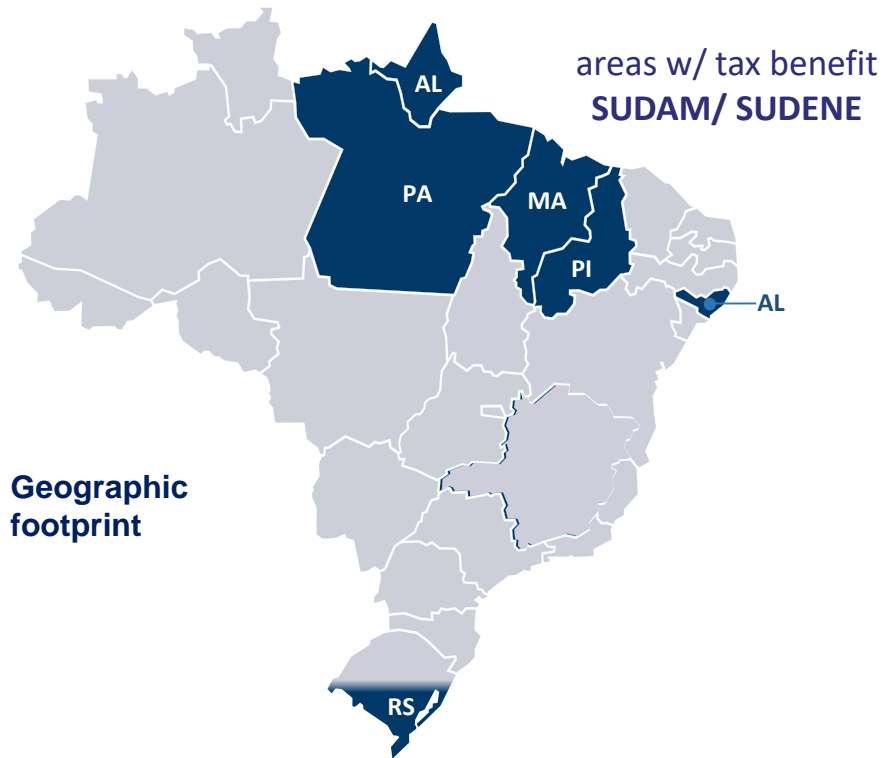 areas w/ tax benefit
SUDAM/ SUDENE
AL
PA
MA
PI
AL
Geographic
footprint
RS